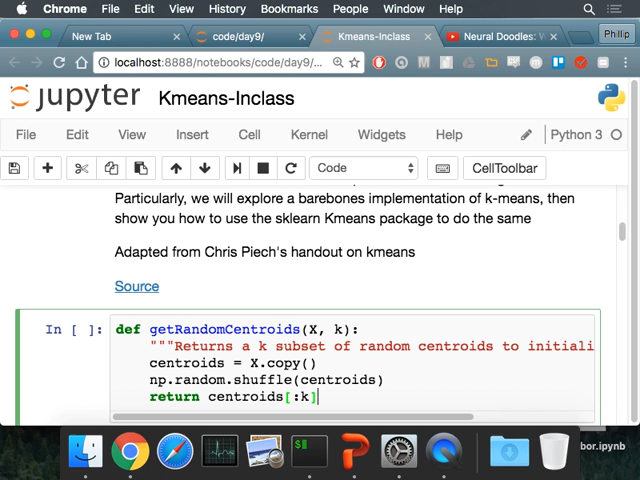 Chrome File Edit View History Bookmarks People Window Help
New Tab code/day9/ Kmeans-Inclass Neural Doodles: W Phillip
localhost:8888/notebooks/code/day9/...
jupyter Kmeans-Inclass
File Edit View Insert Cell Kernel Widgets Help Python 3
Code CellToolbar
Particularly, we will explore a barebones implementation of k-means, then
show you how to use the sklearn Kmeans package to do the same
Adapted from Chris Piech's handout on kmeans
Source
In [ ]: def getRandomCentroids(X, k):
"""Returns a k subset of random centroids to initiali
centroids = X.copy()
np.random.shuffle(centroids)
return centroids[:k]
bor.ipynb